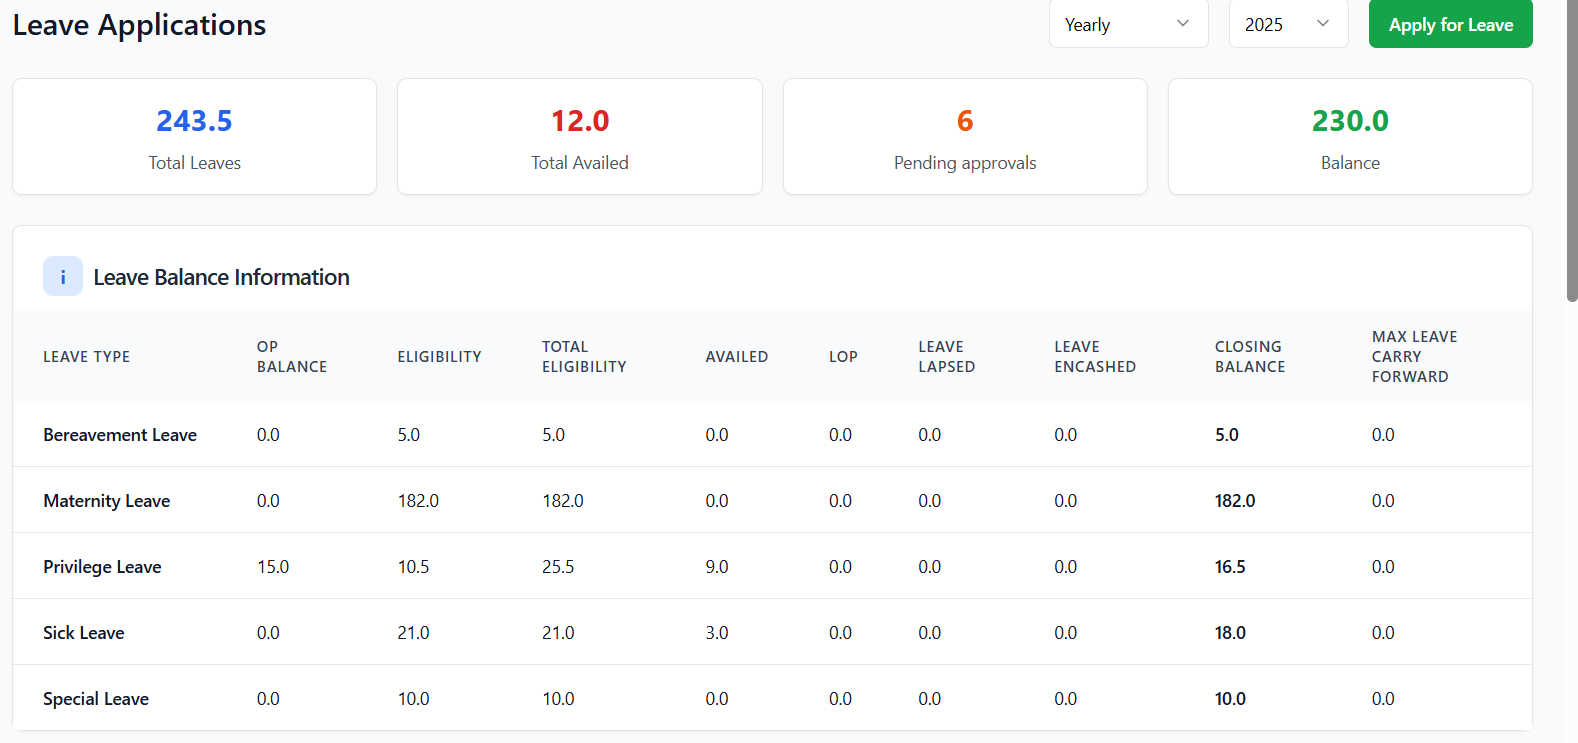 Leave Applications
Yearly
2025
Apply for Leave
243.5
Total Leaves
12.0
Total Availed
6
Pending approvals
230.0
Balance
i Leave Balance Information
LEAVE TYPE
OP
BALANCE
ELIGIBILITY
TOTAL
ELIGIBILITY
AVAILED
LOP
LEAVE
LAPSED
LEAVE
ENCASHED
CLOSING
BALANCE
MAX LEAVE
CARRY
FORWARD
Bereavement Leave 0.0 5.0 5.0 0.0 0.0 0.0 0.0 5.0 0.0
Maternity Leave 0.0 182.0 182.0 0.0 0.0 0.0 0.0 182.0 0.0
Privilege Leave 15.0 10.5 25.5 9.0 0.0 0.0 0.0 16.5 0.0
Sick Leave 0.0 21.0 21.0 3.0 0.0 0.0 0.0 18.0 0.0
Special Leave 0.0 10.0 10.0 0.0 0.0 0.0 0.0 10.0 0.0